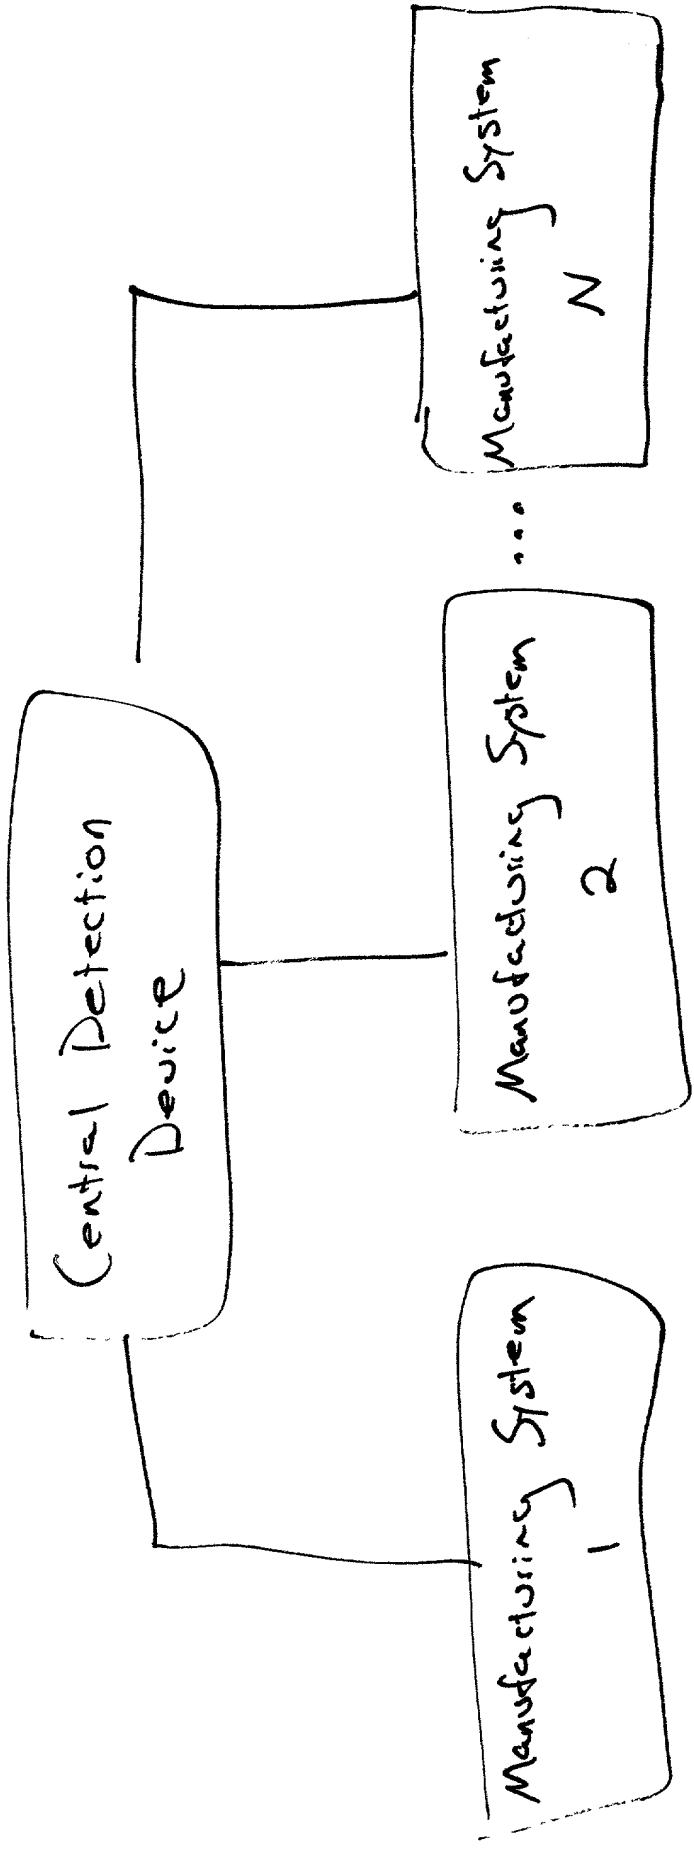 Central Detection
Device
Manufacturing System
1
Manufacturing System
2
...
Manufacturing System
N